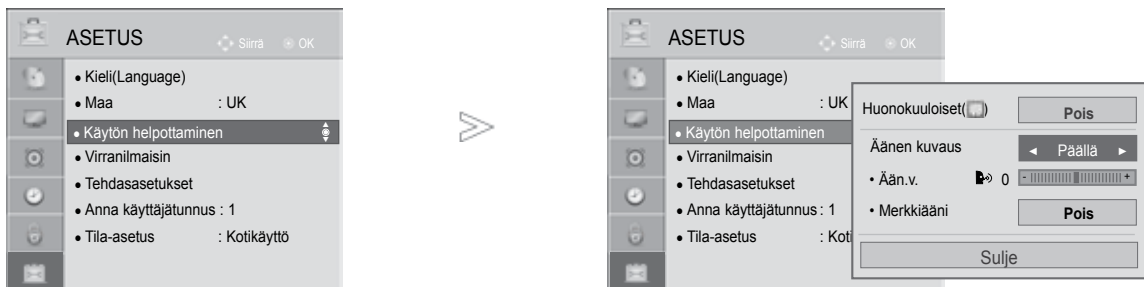 ASETUS Siirrä OK
• Kieli(Language)
• Maa : UK
• Käytön helpottaminen
• Virranilmaisin
• Tehdasasetukset
• Anna käyttäjätunnus : 1
• Tila-asetus : Kotikäyttö
ASETUS Siirrä OK
• Kieli(Language)
• Maa : UK
• Käytön helpottaminen
• Virranilmaisin
• Tehdasasetukset
• Anna käyttäjätunnus : 1
• Tila-asetus : Koti
Huonokuuloiset( ) Pois
Äänen kuvaus ◄ Päällä ►
• Ään.v. 0 - +
• Merkkiääni Pois
Sulje